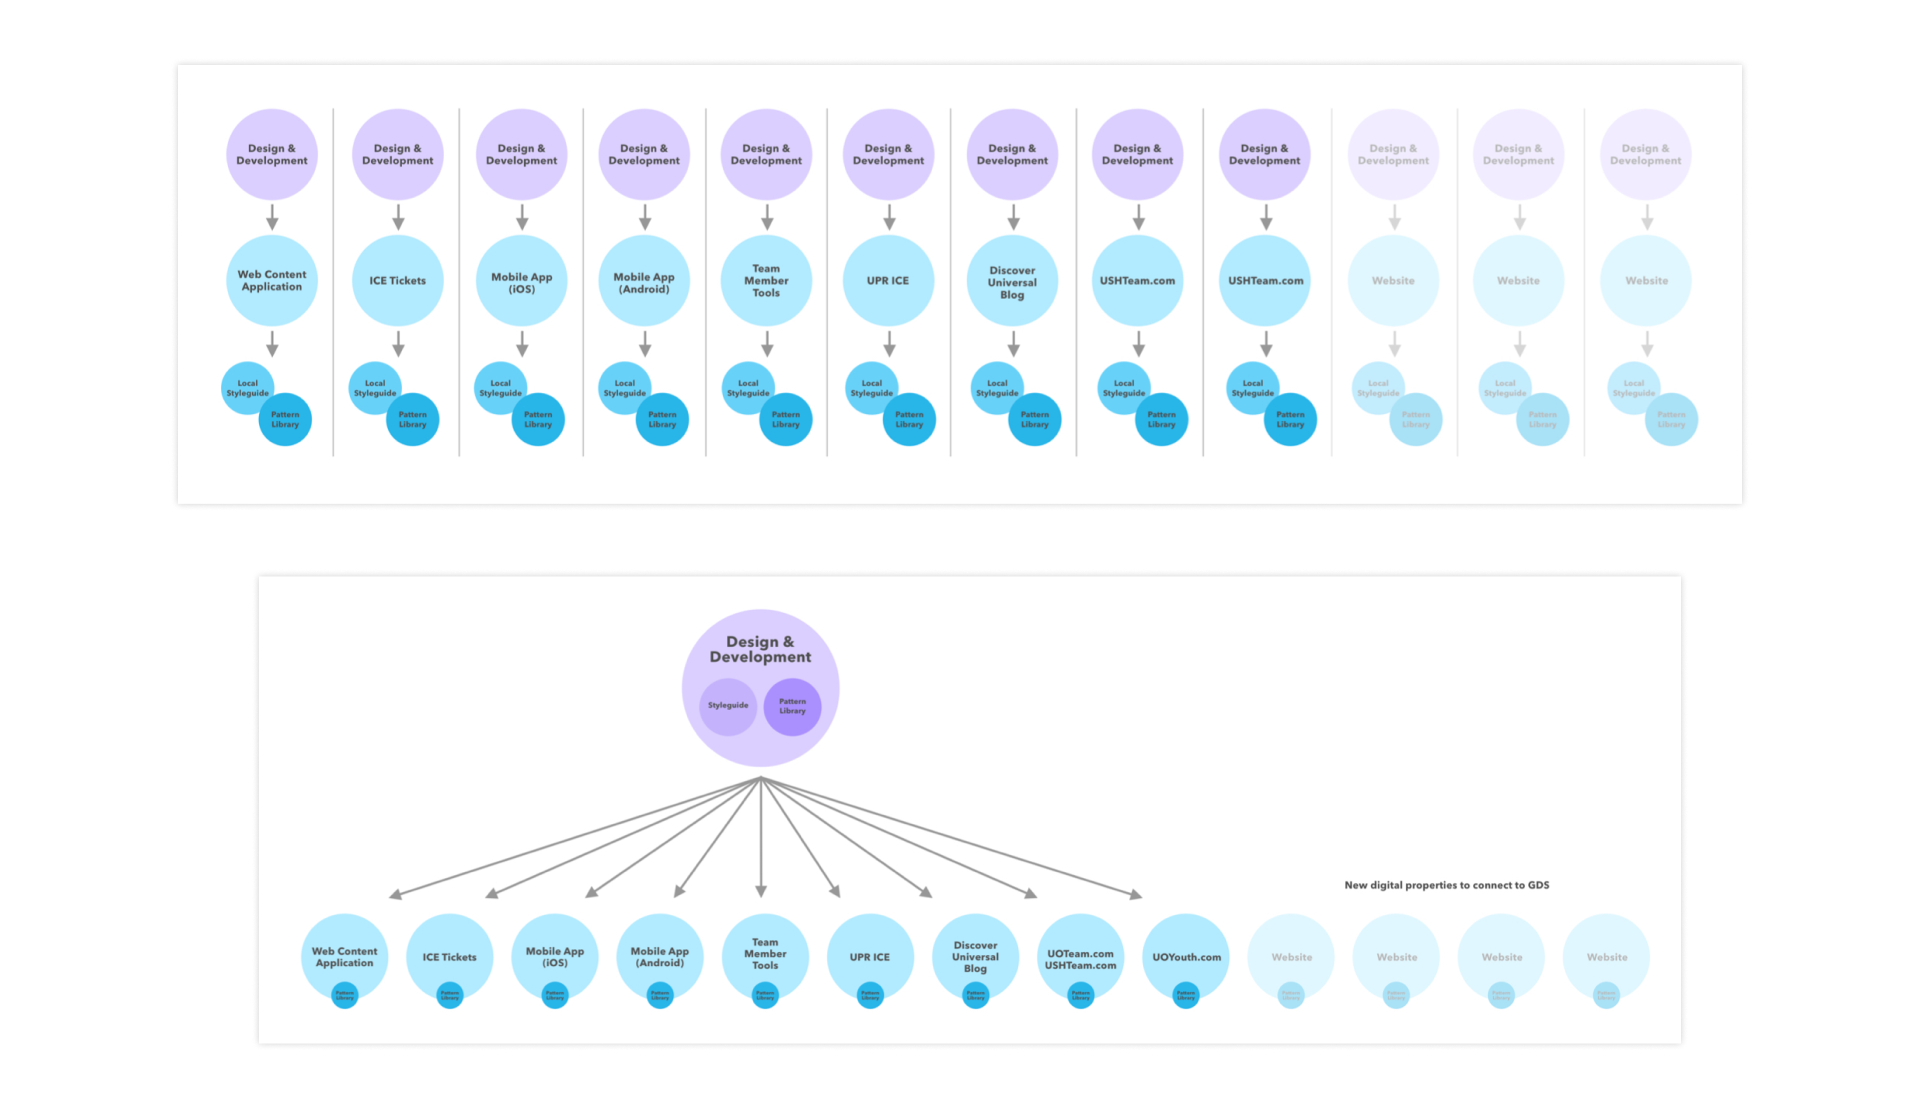 Design &
Development
Design &
Development
Design &
Development
Design &
Development
Design &
Development
Design &
Development
Design &
Development
Design &
Development
Design &
Development
Design &
Development
Design &
Development
Design &
Development
Web Content
Application
ICE Tickets
Mobile App
(iOS)
Mobile App
(Android)
Team
Member
Tools
UPR ICE
Discover
Universal
Blog
USHTeam.com
USHTeam.com
Website
Website
Website
Local
Styleguide
Pattern
Library
Local
Styleguide
Pattern
Library
Local
Styleguide
Pattern
Library
Local
Styleguide
Pattern
Library
Local
Styleguide
Pattern
Library
Local
Styleguide
Pattern
Library
Local
Styleguide
Pattern
Library
Local
Styleguide
Pattern
Library
Local
Styleguide
Pattern
Library
Local
Styleguide
Pattern
Library
Local
Styleguide
Pattern
Library
Local
Styleguide
Pattern
Library
Design &
Development
Styleguide
Pattern
Library
New digital properties to connect to GDS
Web Content
Application
Pattern
Library
ICE Tickets
Pattern
Library
Mobile App
(iOS)
Pattern
Library
Mobile App
(Android)
Pattern
Library
Team
Member
Tools
Pattern
Library
UPR ICE
Pattern
Library
Discover
Universal
Blog
Pattern
Library
UOTeam.com
USHTeam.com
Pattern
Library
UOYouth.com
Pattern
Library
Website
Pattern
Library
Website
Pattern
Library
Website
Pattern
Library
Website
Pattern
Library